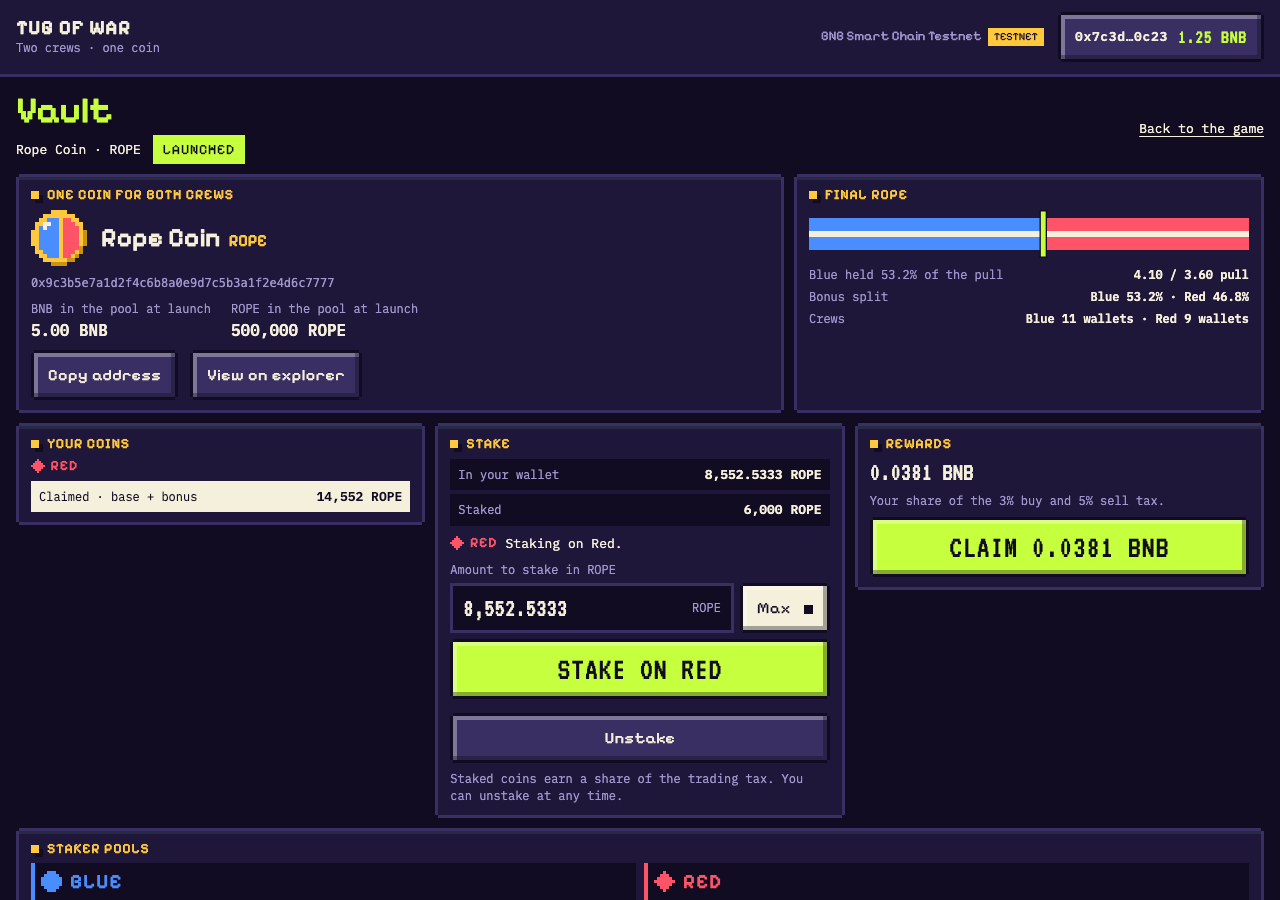 TUG OF WAR
Two crews · one coin
BNB Smart Chain Testnet TESTNET
0x7c3d…0c23 1.25 BNB
Vault
Rope Coin · ROPE LAUNCHED
Back to the game
ONE COIN FOR BOTH CREWS
Rope Coin ROPE
0x9c3b5e7a1d2f4c6b8a0e9d7c5b3a1f2e4d6c7777
BNB in the pool at launch ROPE in the pool at launch
5.00 BNB 500,000 ROPE
Copy address View on explorer
FINAL ROPE
Blue held 53.2% of the pull 4.10 / 3.60 pull
Bonus split Blue 53.2% · Red 46.8%
Crews Blue 11 wallets · Red 9 wallets
YOUR COINS
RED
Claimed · base + bonus 14,552 ROPE
STAKE
In your wallet 8,552.5333 ROPE
Staked 6,000 ROPE
RED Staking on Red.
Amount to stake in ROPE
8,552.5333 ROPE Max
STAKE ON RED
Unstake
Staked coins earn a share of the trading tax. You
can unstake at any time.
REWARDS
0.0381 BNB
Your share of the 3% buy and 5% sell tax.
CLAIM 0.0381 BNB
STAKER POOLS
BLUE RED